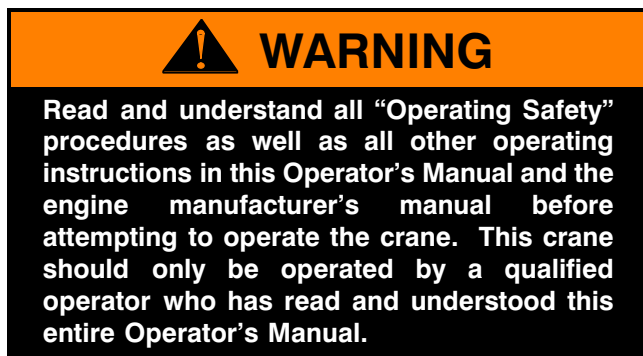 WARNING
Read and understand all “Operating Safety”
procedures as well as all other operating
instructions in this Operator’s Manual and the
engine manufacturer’s manual before
attempting to operate the crane. This crane
should only be operated by a qualified
operator who has read and understood this
entire Operator’s Manual.